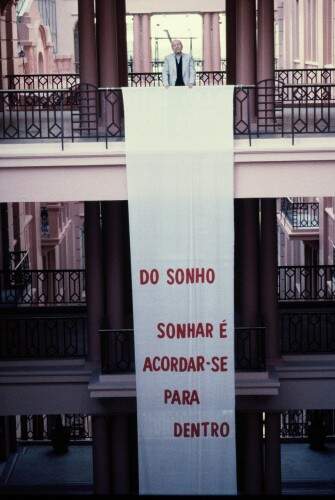 DO SONHO
SONHAR É
ACORDAR-SE
PARA
DENTRO